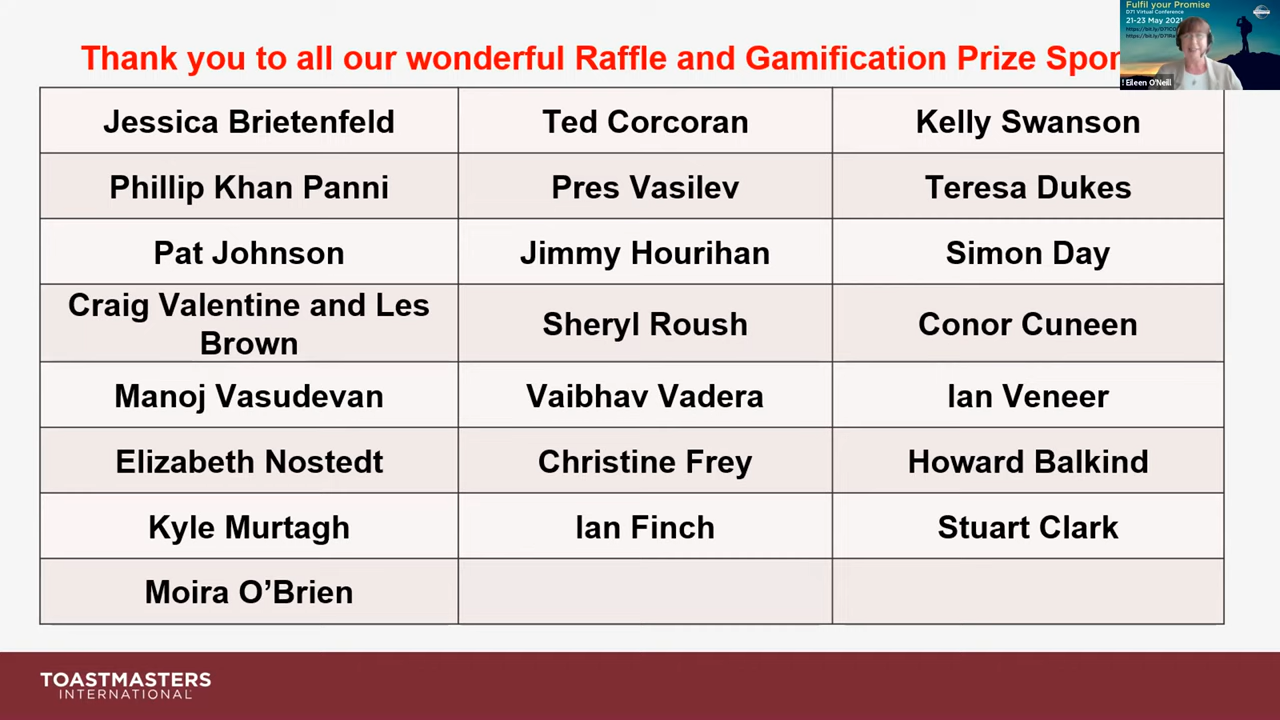 Thank you to all our wonderful Raffle and Gamification Prize
Jessica Brietenfeld
Ted Corcoran
Kelly Swanson
Phillip Khan Panni
Pres Vasilev
Teresa Dukes
Pat Johnson
Jimmy Hourihan
Simon Day
Craig Valentine and Les
Brown
Sheryl Roush
Conor Cuneen
Manoj Vasudevan
Vaibhav Vadera
Ian Veneer
Elizabeth Nostedt
Christine Frey
Howard Balkind
Kyle Murtagh
Ian Finch
Stuart Clark
Moira O’Brien
TOASTMASTERS
INTERNATIONAL
Fulfil your Promise
D71 Virtual Conference
21-23 May 2021
! Eileen O'Neill